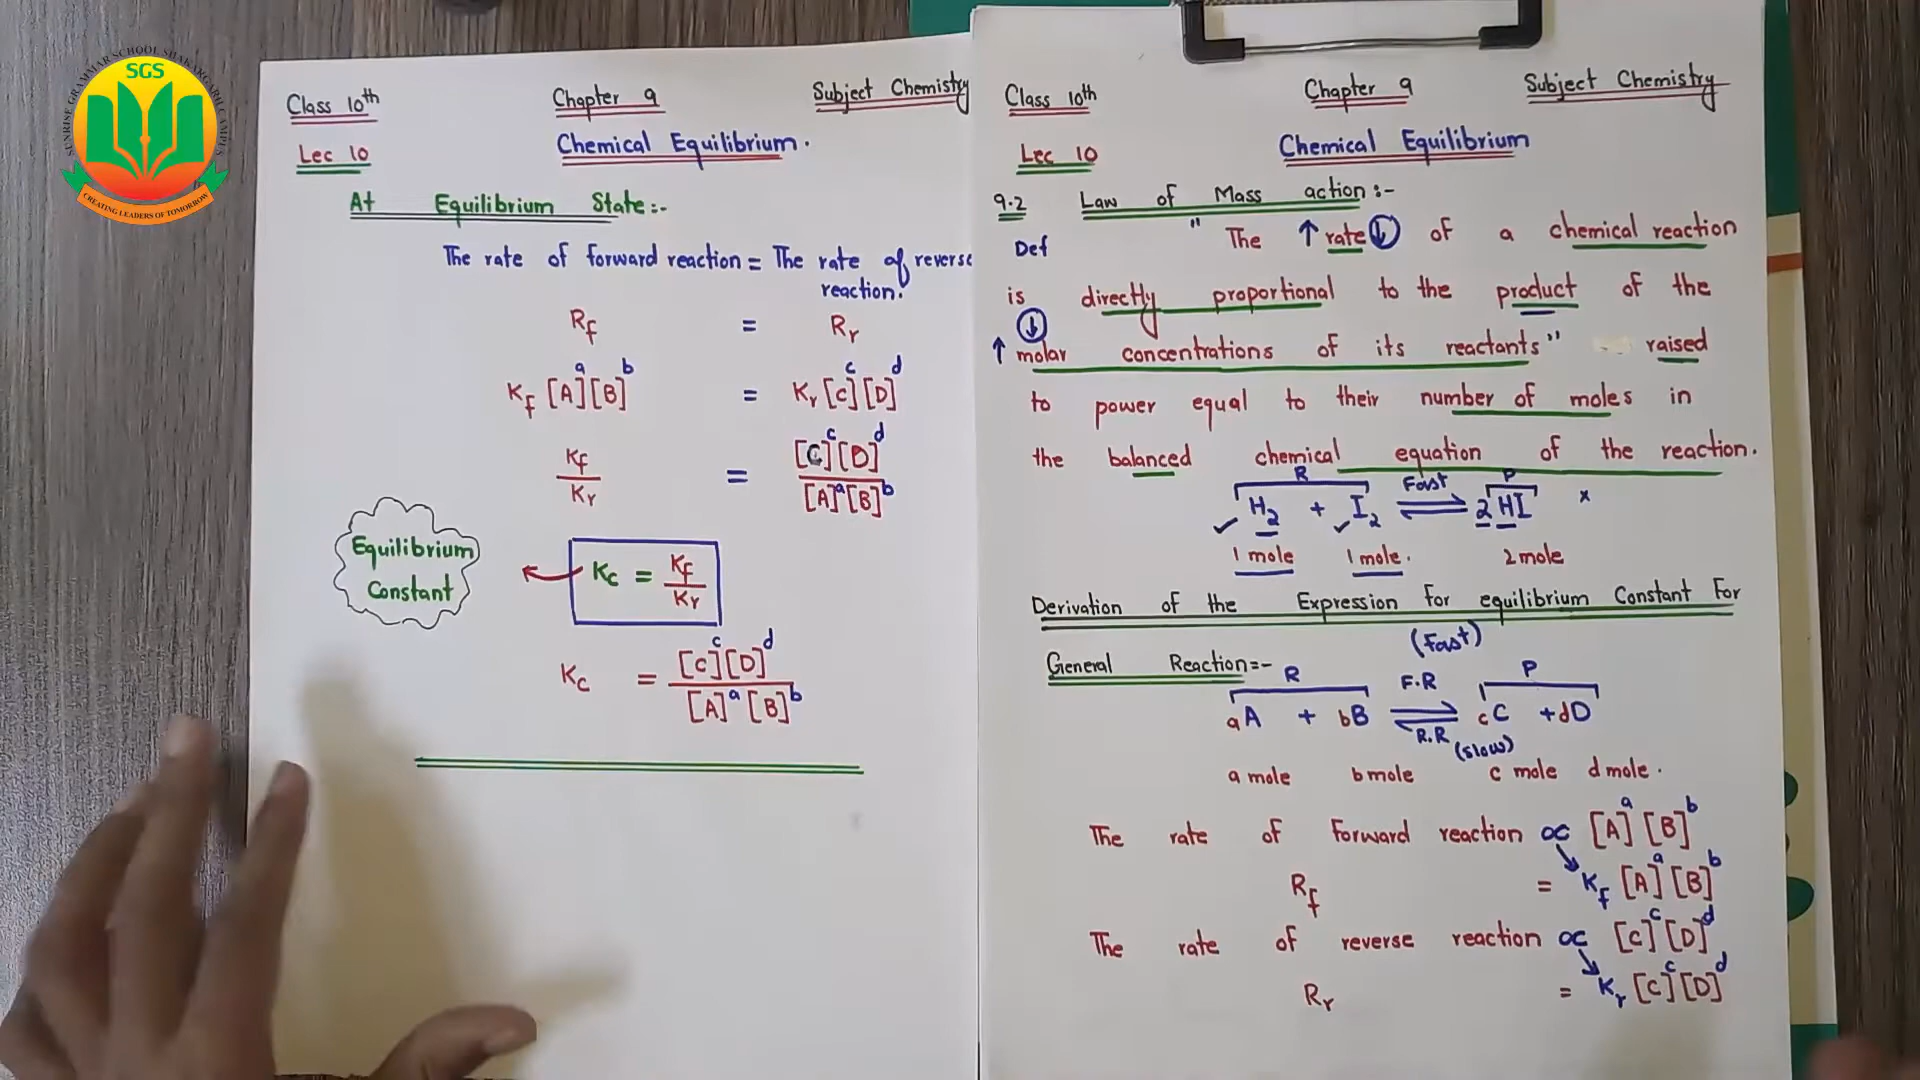 SUNRISE GRAMMAR SCHOOL SHAKARGARH CAMPUS
SGS
CREATING LEADERS OF TOMORROW
Class 10th Chapter 9 Subject Chemistry
Lec 10 Chemical Equilibrium.
At Equilibrium State:-
The rate of forward reaction = The rate of reverse
reaction.
Rf = Rr
Kf [A]^a [B]^b = Kr [C]^c [D]^d
Kf/Kr = [C]^c [D]^d / [A]^a [B]^b
Equilibrium
Constant
Kc = Kf/Kr
Kc = [C]^c [D]^d / [A]^a [B]^b
Class 10th Chapter 9 Subject Chemistry
Lec 10 Chemical Equilibrium
9.2 Law of Mass action:-
Def " The ↑ rate ↓ of a chemical reaction
is directly proportional to the product of the
↑ ↓ molar concentrations of its reactants" raised
to power equal to their number of moles in
the balanced chemical equation of the reaction.
R Fast P
H2 + I2 ⇌ 2HI x
1 mole 1 mole. 2 mole
Derivation of the Expression For equilibrium Constant For
General Reaction:-
(Fast)
R F.R P
aA + bB ⇌ cC + dD
R.R (slow)
a mole b mole c mole d mole.
The rate of Forward reaction ∝ [A]^a [B]^b
Rf = Kf [A]^a [B]^b
The rate of reverse reaction ∝ [C]^c [D]^d
Rr = Kr [C]^c [D]^d